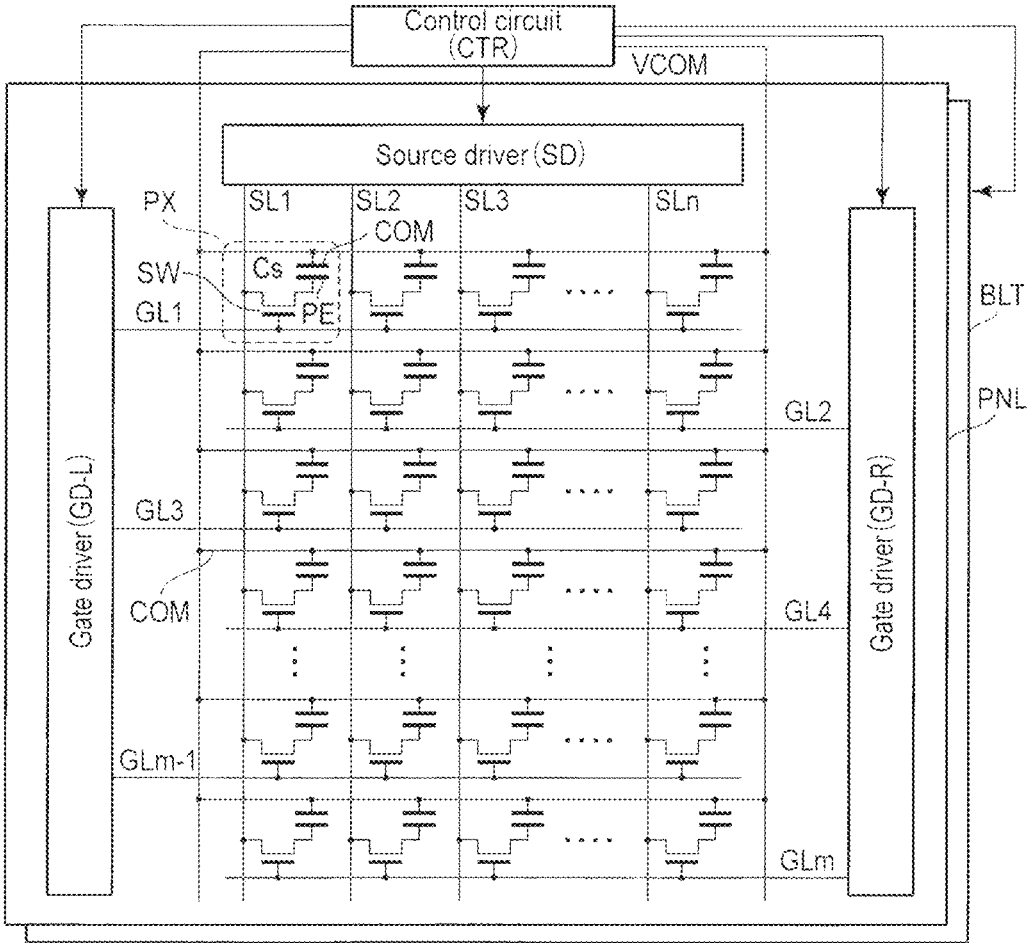 Control circuit
(CTR)
VCOM
Source driver(SD)
PX
SL1
SL2
SL3
SLn
COM
Cs
SW
PE
GL1
BLT
GL2
PNL
GL3
COM
GL4
Gate driver(GD-L)
Gate driver(GD-R)
GLm-1
GLm